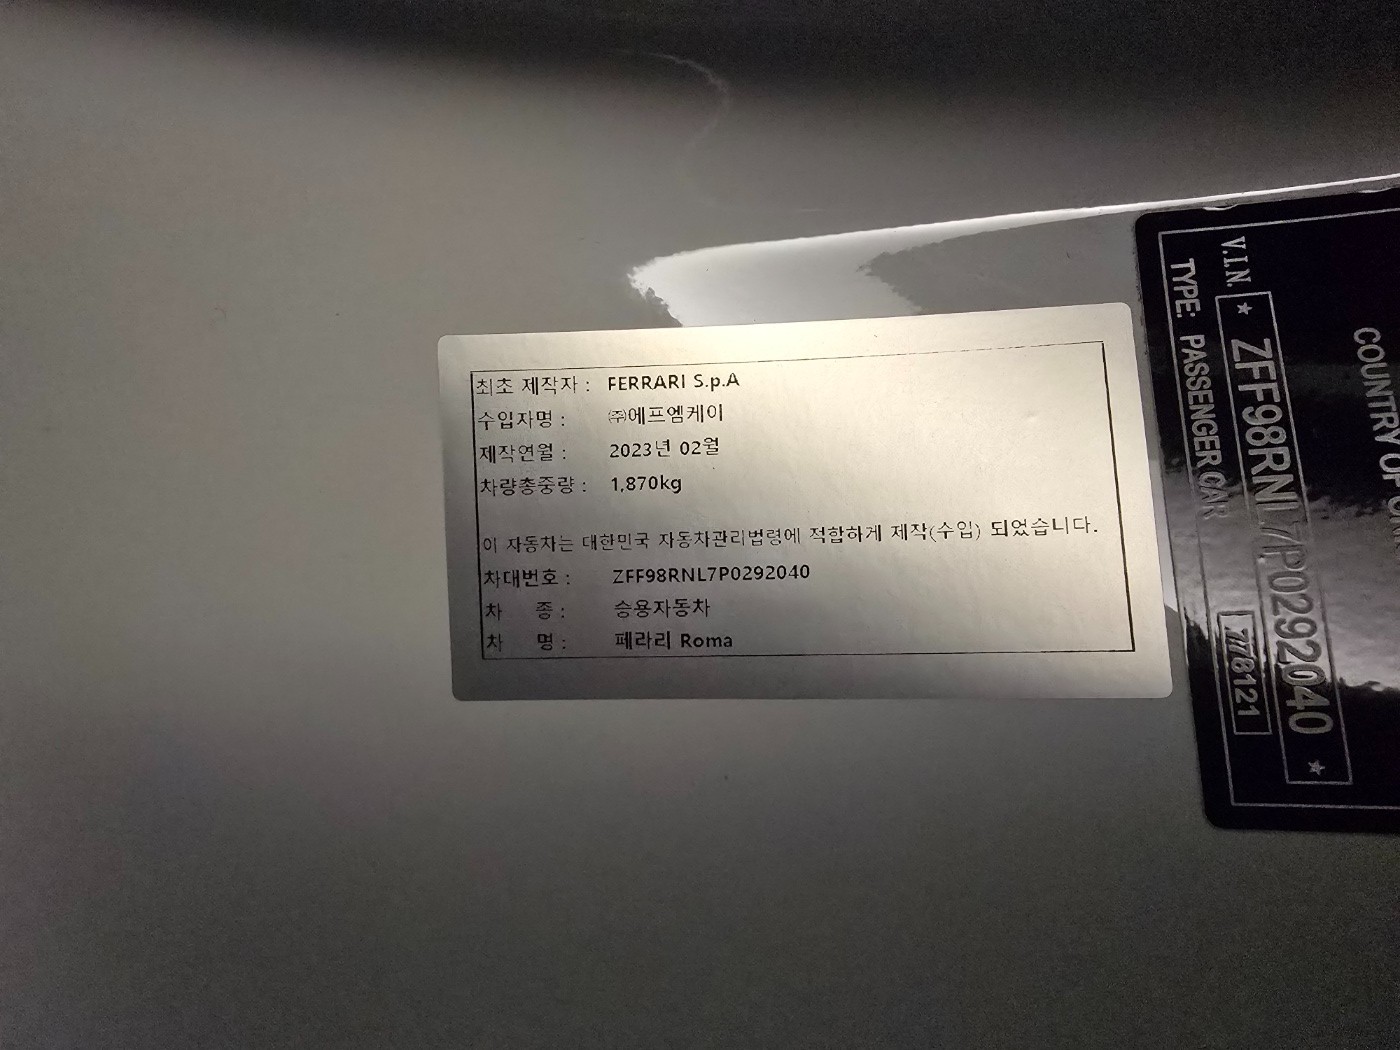 최초 제작자 : FERRARI S.p.A
수입자명 : ㈜에프엠케이
제작연월 : 2023년 02월
차량총중량 : 1,870kg
이 자동차는 대한민국 자동차관리법령에 적합하게 제작(수입) 되었습니다.
차대번호 : ZFF98RNL7P0292040
차 종 : 승용자동차
차 명 : 페라리 Roma
COUNTRY OF
V.I.N. ★ ZFF98RNL7P0292040 ★
TYPE: PASSENGER CAR 778121